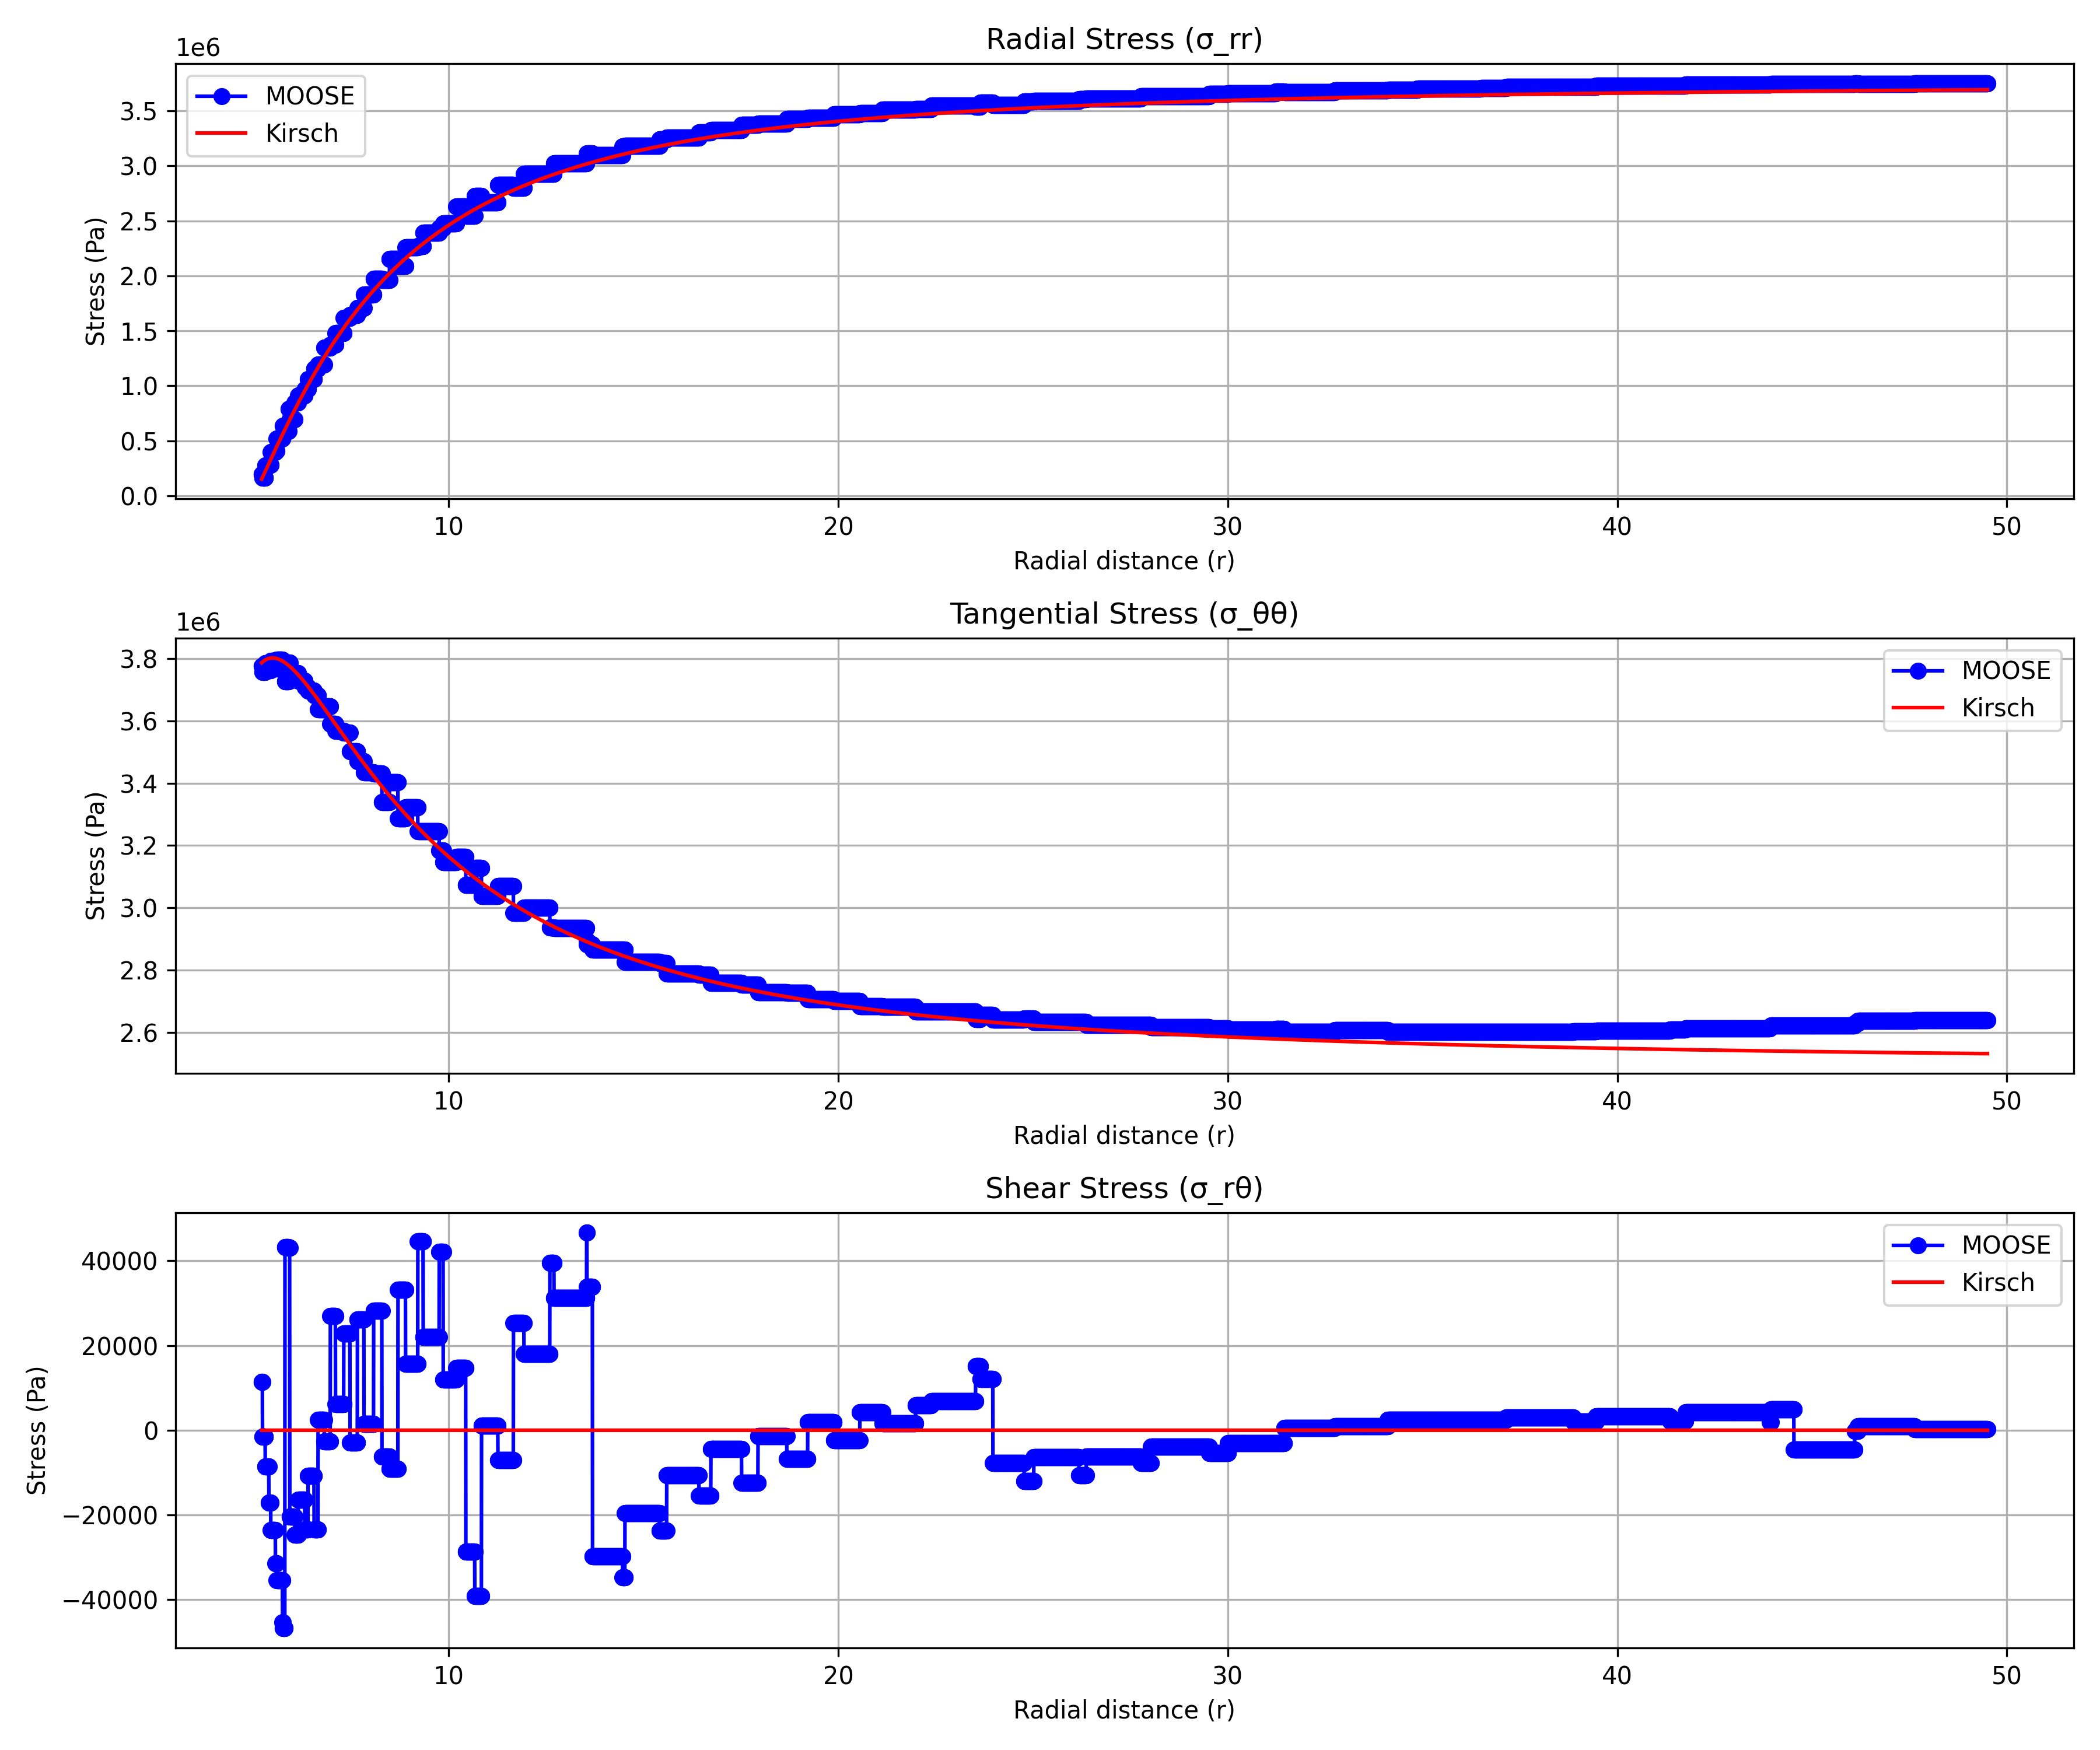 Radial Stress (σ_rr)
1e6
MOOSE
Kirsch
3.5
3.0
2.5
2.0
1.5
1.0
0.5
0.0
Stress (Pa)
10 20 30 40 50
Radial distance (r)
Tangential Stress (σ_θθ)
1e6
MOOSE
Kirsch
3.8
3.6
3.4
3.2
3.0
2.8
2.6
Stress (Pa)
10 20 30 40 50
Radial distance (r)
Shear Stress (σ_rθ)
MOOSE
Kirsch
40000
20000
0
−20000
−40000
Stress (Pa)
10 20 30 40 50
Radial distance (r)